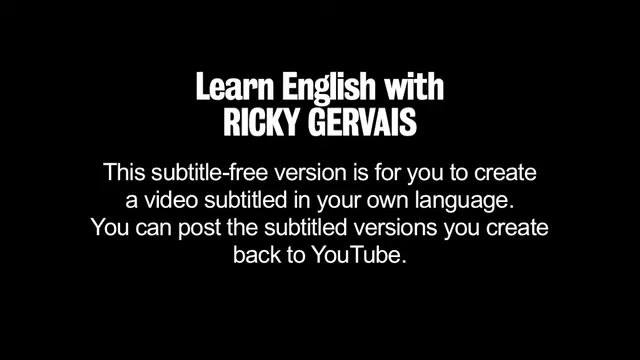 Learn English with
RICKY GERVAIS
This subtitle-free version is for you to create
a video subtitled in your own language.
You can post the subtitled versions you create
back to YouTube.